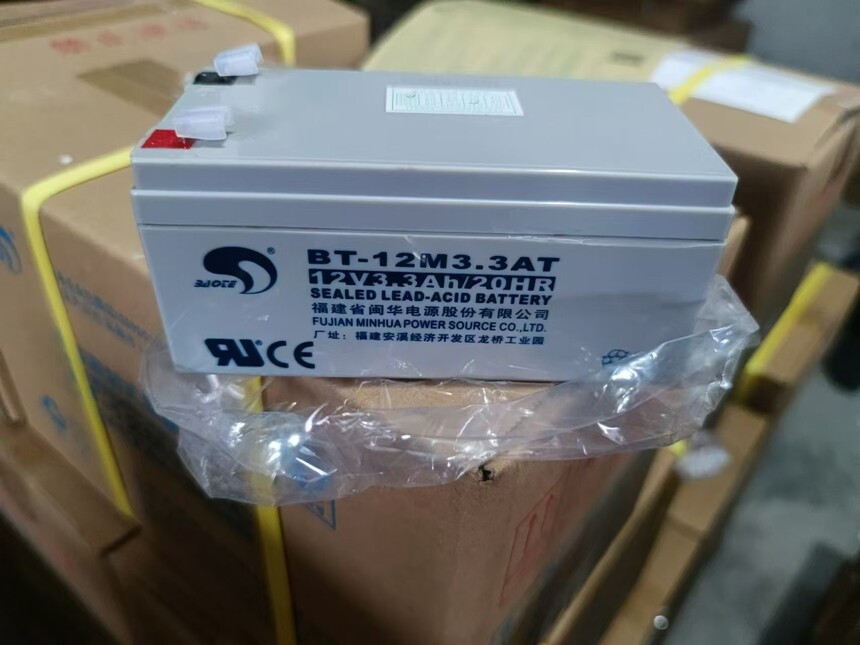 BAOTE ®
BT-12M3.3AT
12V3.3Ah/20HR
SEALED LEAD-ACID BATTERY
福建省闽华电源股份有限公司
FUJIAN MINHUA POWER SOURCE CO.,LTD.
厂址：福建安溪经济开发区龙桥工业园
RU CE